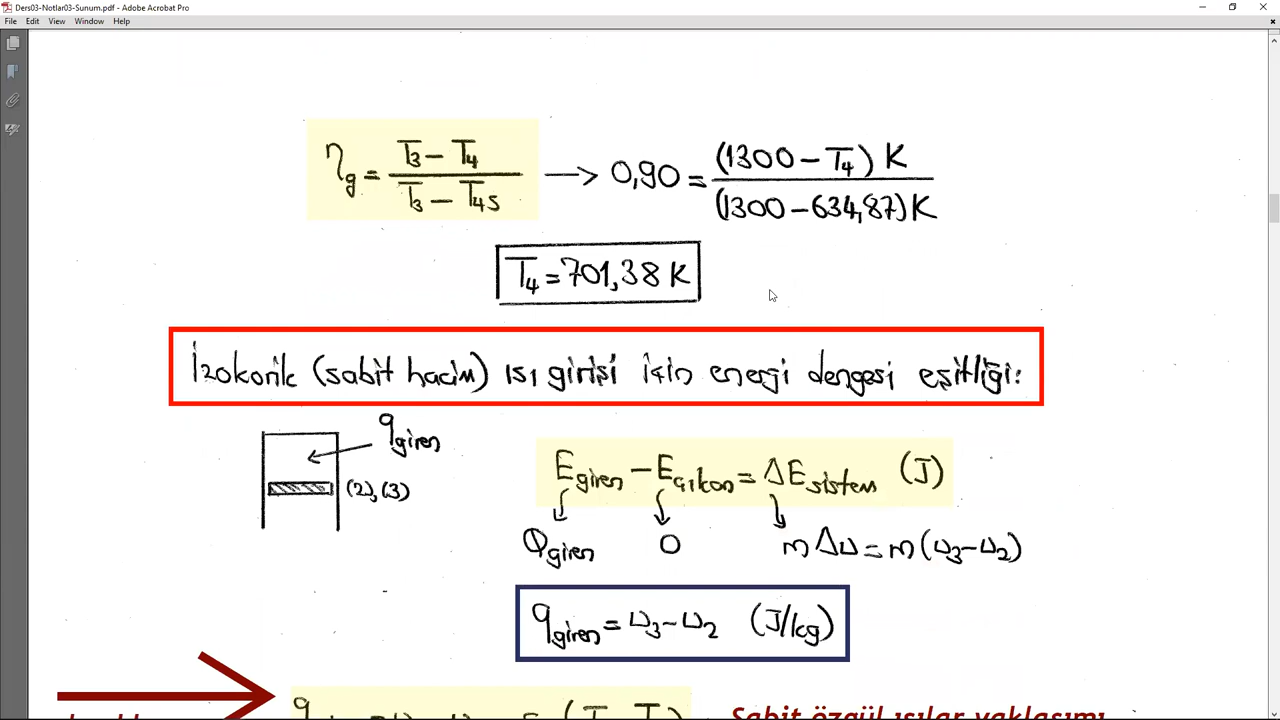 Ders03-Notlar03-Sunum.pdf - Adobe Acrobat Pro
File Edit View Window Help
η_g = (T₃ − T₄) / (T₃ − T₄s) → 0,90 = (1300 − T₄) K / (1300 − 634,87) K
T₄ = 701,38 K
İzokorik (sabit hacim) ısı girişi için energi dengesi eşitliği:
q_giren
(2), (3)
E_giren − E_çıkan = ΔE_sistem (J)
Q_giren 0 m Δu = m(u₃ − u₂)
q_giren = u₃ − u₂ (J/kg)
Sabit özgül ısılar yaklaşımı